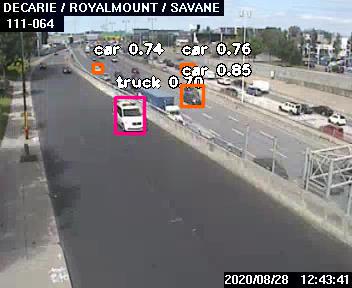 DECARIE / ROYALMOUNT / SAVANE
111-064
car 0.74 car 0.76
car 0.85
truck 0.70
2020/08/28 12:43:41